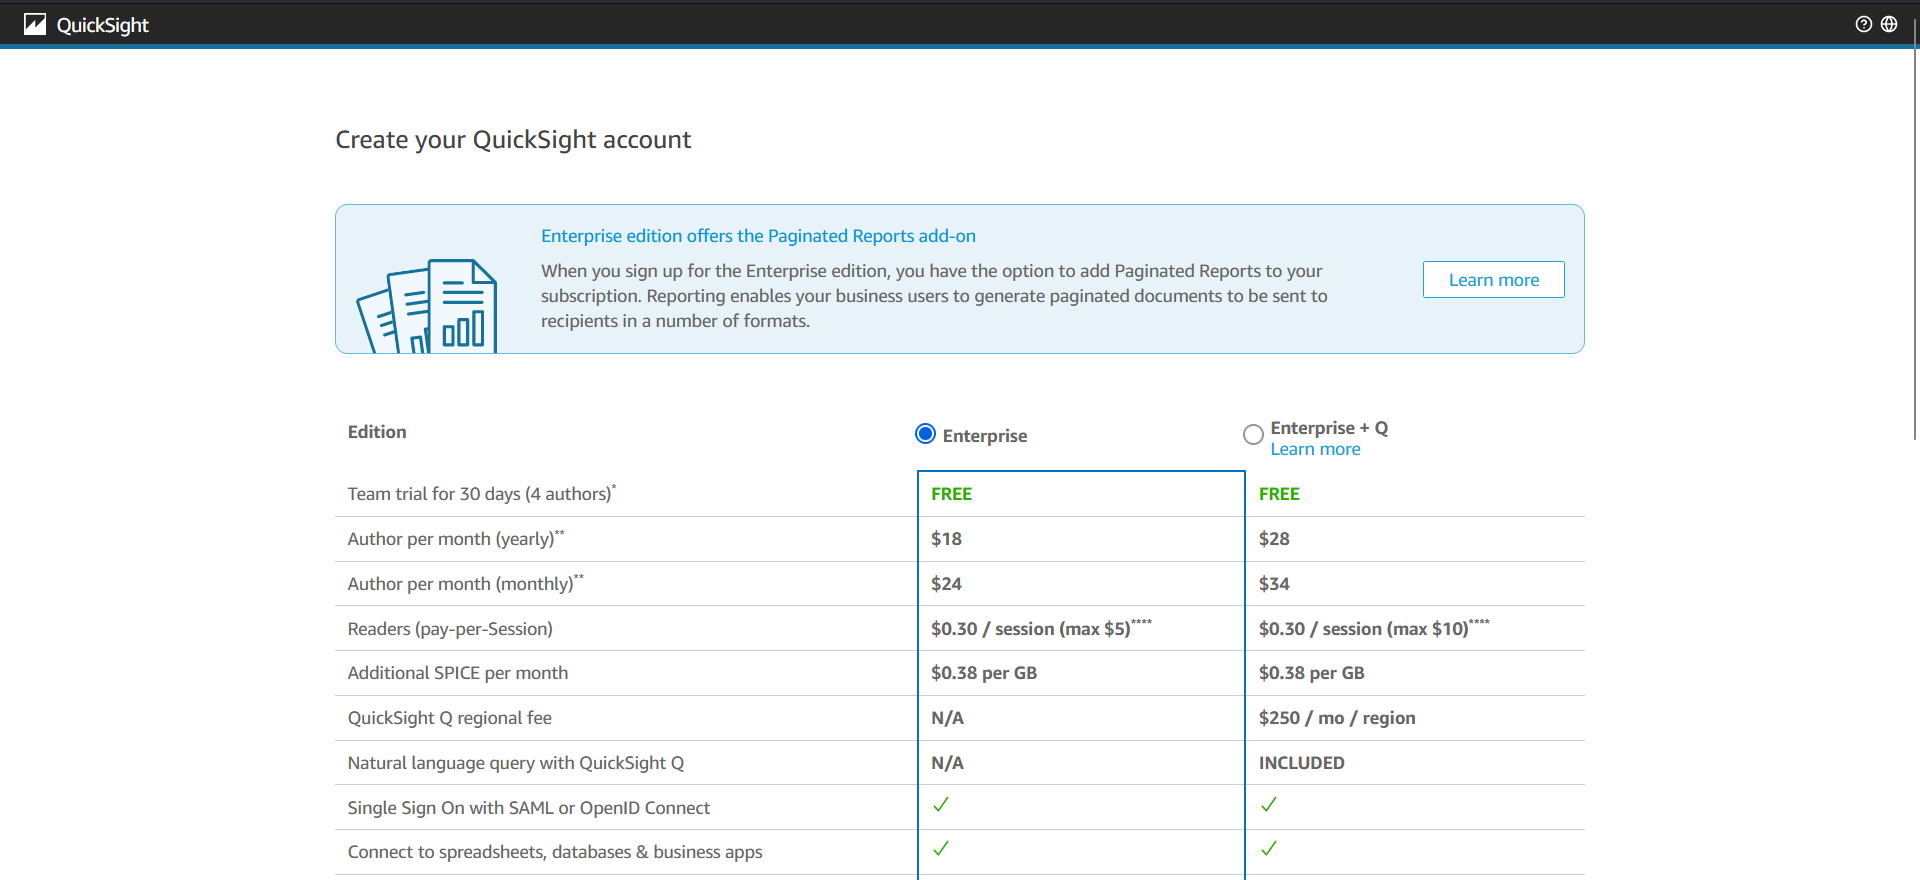 QuickSight
Create your QuickSight account
Enterprise edition offers the Paginated Reports add-on
When you sign up for the Enterprise edition, you have the option to add Paginated Reports to your
subscription. Reporting enables your business users to generate paginated documents to be sent to
recipients in a number of formats.
Learn more
Edition Enterprise Enterprise + Q
Learn more
Team trial for 30 days (4 authors)* FREE FREE
Author per month (yearly)** $18 $28
Author per month (monthly)** $24 $34
Readers (pay-per-Session) $0.30 / session (max $5)**** $0.30 / session (max $10)****
Additional SPICE per month $0.38 per GB $0.38 per GB
QuickSight Q regional fee N/A $250 / mo / region
Natural language query with QuickSight Q N/A INCLUDED
Single Sign On with SAML or OpenID Connect
Connect to spreadsheets, databases & business apps